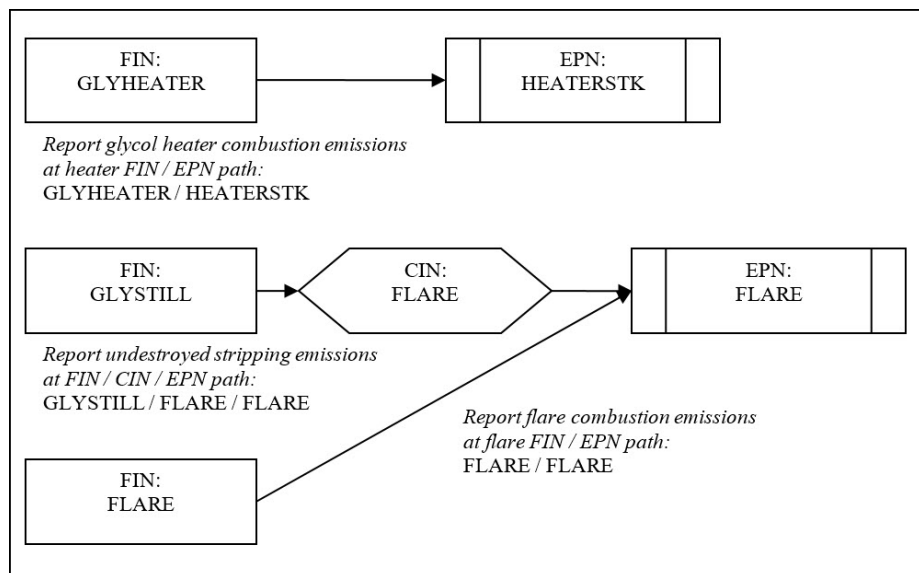 FIN:
GLYHEATER
EPN:
HEATERSTK
Report glycol heater combustion emissions
at heater FIN / EPN path:
GLYHEATER / HEATERSTK
FIN:
GLYSTILL
CIN:
FLARE
EPN:
FLARE
Report undestroyed stripping emissions
at FIN / CIN / EPN path:
GLYSTILL / FLARE / FLARE
Report flare combustion emissions
at flare FIN / EPN path:
FLARE / FLARE
FIN:
FLARE